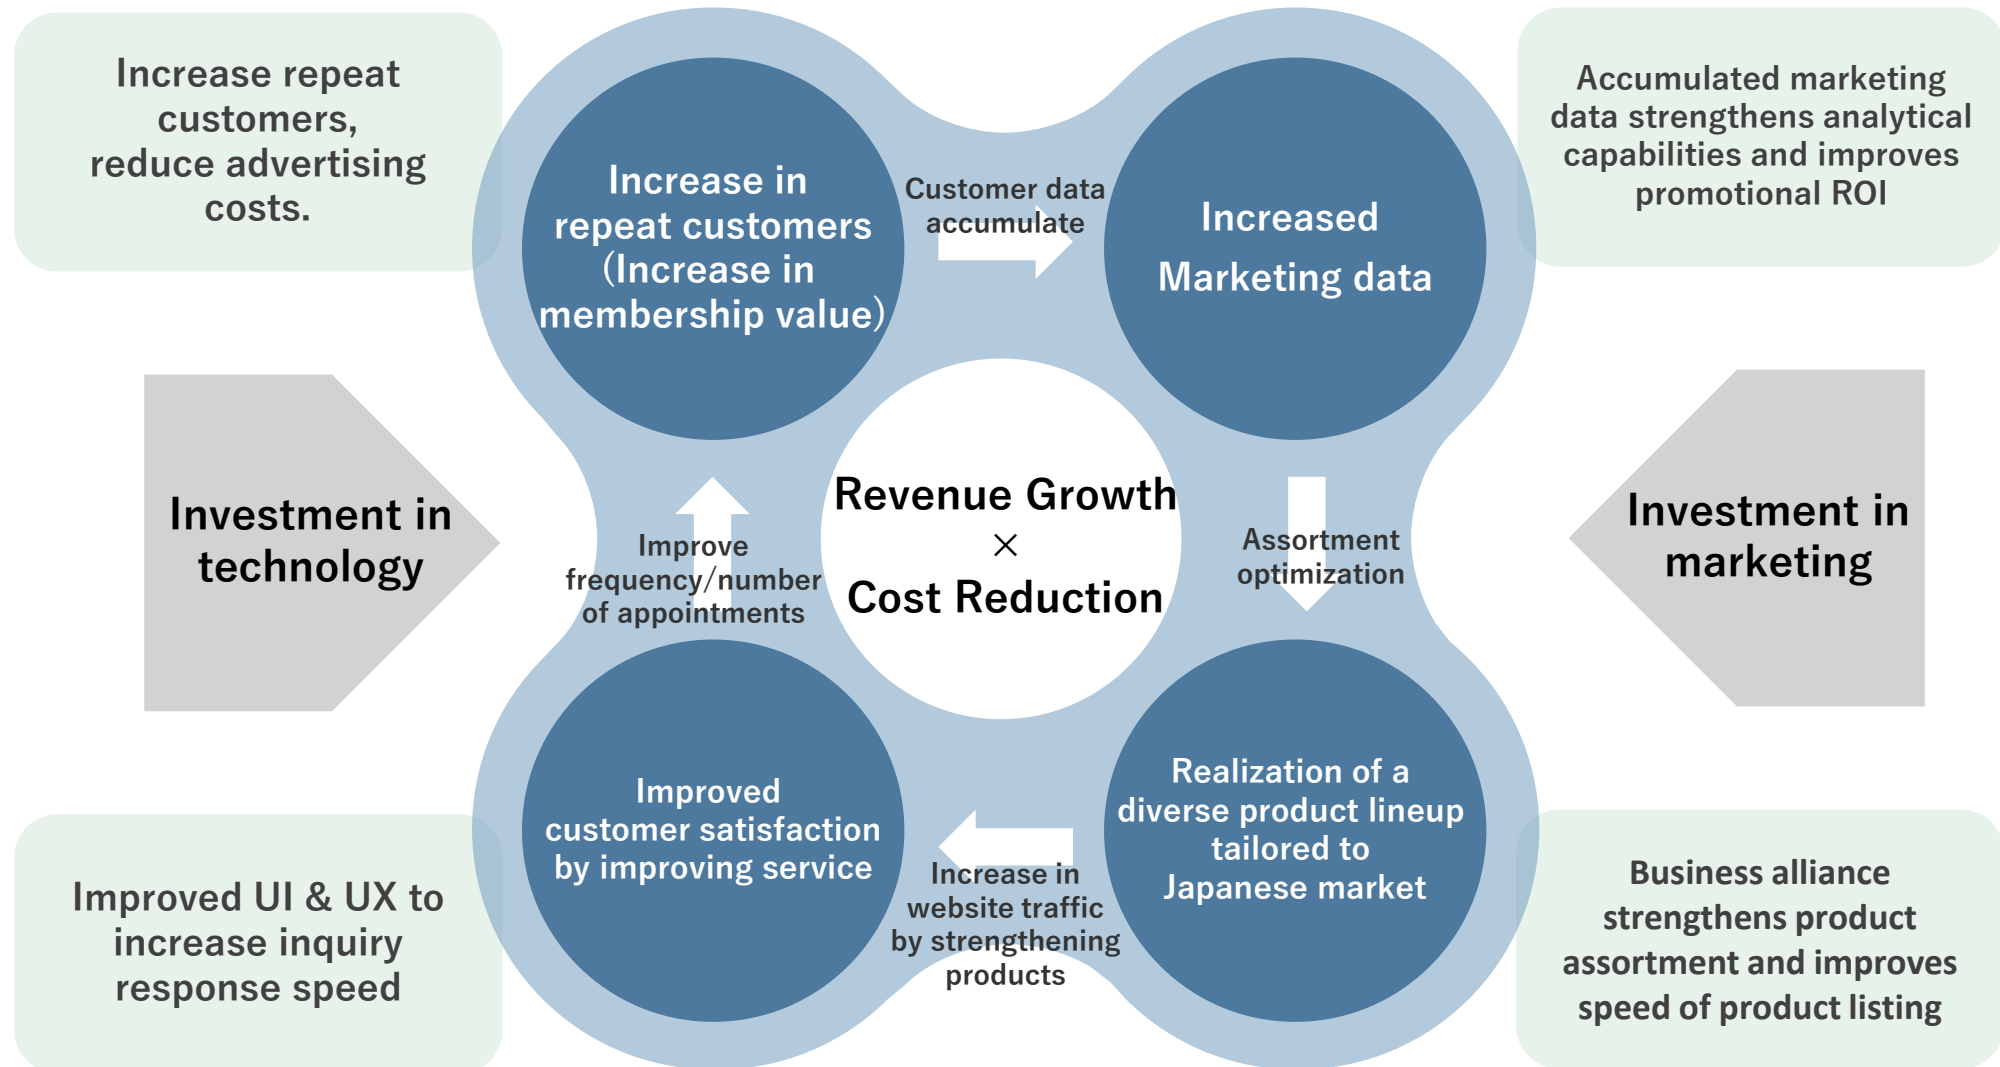 Increase repeat
customers,
reduce advertising
costs.
Increase in
repeat customers
(Increase in
membership value)
Customer data
accumulate
Increased
Marketing data
Accumulated marketing
data strengthens analytical
capabilities and improves
promotional ROI
Investment in
technology
Improve
frequency/number
of appointments
Revenue Growth
×
Cost Reduction
Assortment
optimization
Investment in
marketing
Improved UI & UX to
increase inquiry
response speed
Improved
customer satisfaction
by improving service
Increase in
website traffic
by strengthening
products
Realization of a
diverse product lineup
tailored to
Japanese market
Business alliance
strengthens product
assortment and improves
speed of product listing